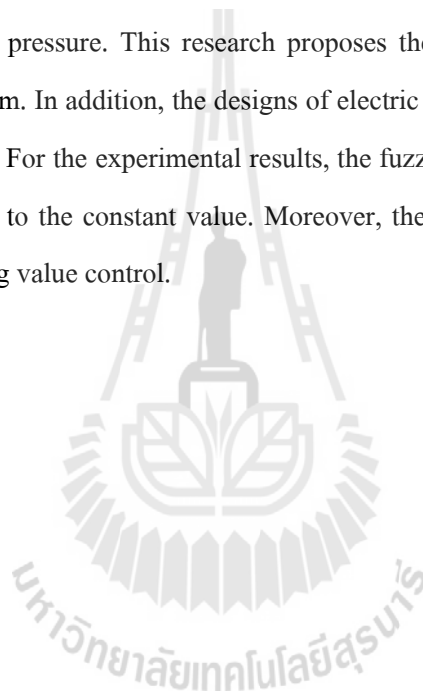 pressure. This research proposes the
m. In addition, the designs of electric
For the experimental results, the fuzz
to the constant value. Moreover, the
g value control.
มหาวิทยาลัยเทคโนโลยีสุรนารี